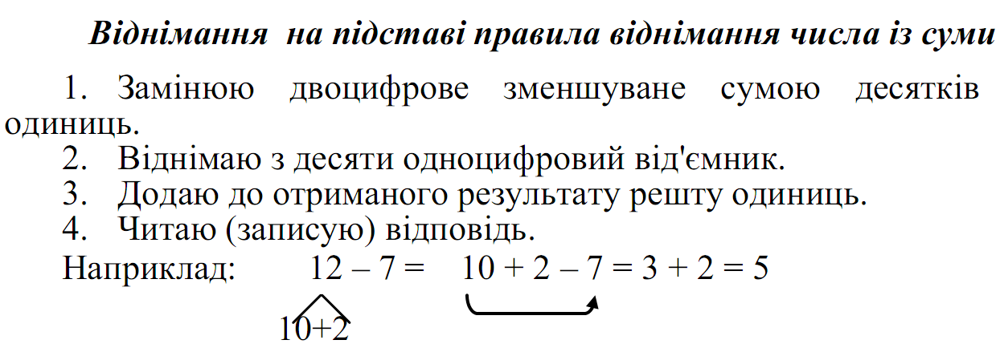 Віднімання на підставі правила віднімання числа із суми
1. Замінюю двоцифрове зменшуване сумою десятків
одиниць.
2. Віднімаю з десяти одноцифровий від'ємник.
3. Додаю до отриманого результату решту одиниць.
4. Читаю (записую) відповідь.
Наприклад: 12 – 7 = 10 + 2 – 7 = 3 + 2 = 5
10+2